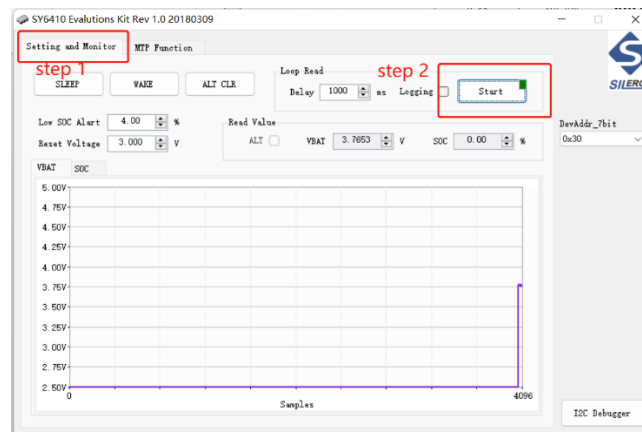 SY6410 Evalutions Kit Rev 1.0 20180309
Setting and Monitor MTP Function
step 1
SLEEP WAKE ALT CLR
Loop Read
step 2
Delay 1000 ms Logging Start
SILERG
Low SOC Alart 4.00 %
Reset Voltage 3.000 V
Read Value
ALT VBAT 3.7653 V SOC 0.00 %
DevAddr_7bit
0x30
VBAT SOC
5.00V
4.75V
4.50V
4.25V
4.00V
3.75V
3.50V
3.25V
3.00V
2.75V
2.50V
0 4096
Samples
I2C Debugger